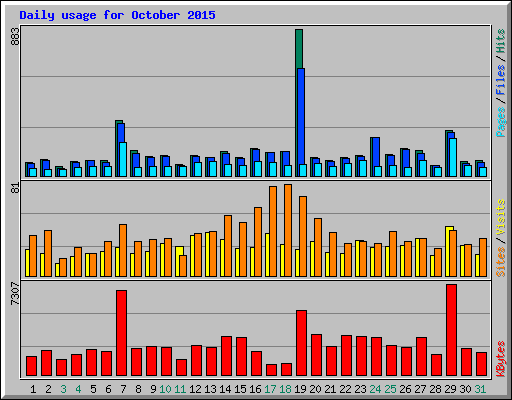 Daily usage for October 2015
883
Pages / Files / Hits
81
Sites / Visits
7307
KBytes
1 2 3 4 5 6 7 8 9 10 11 12 13 14 15 16 17 18 19 20 21 22 23 24 25 26 27 28 29 30 31